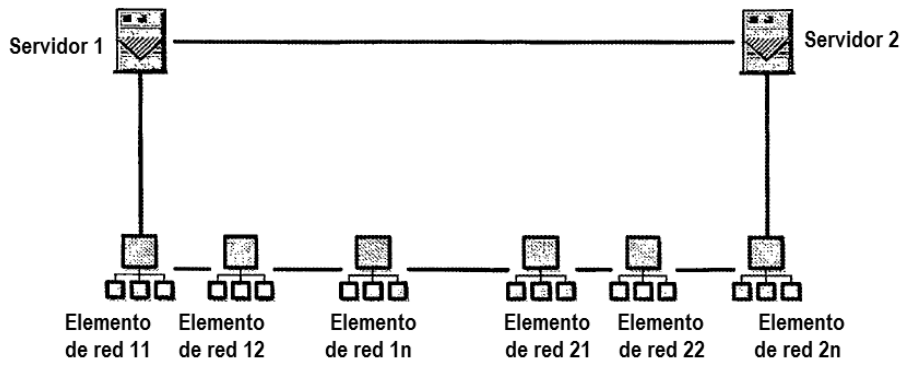 Servidor 1
Servidor 2
Elemento
de red 11
Elemento
de red 12
Elemento
de red 1n
Elemento
de red 21
Elemento
de red 22
Elemento
de red 2n